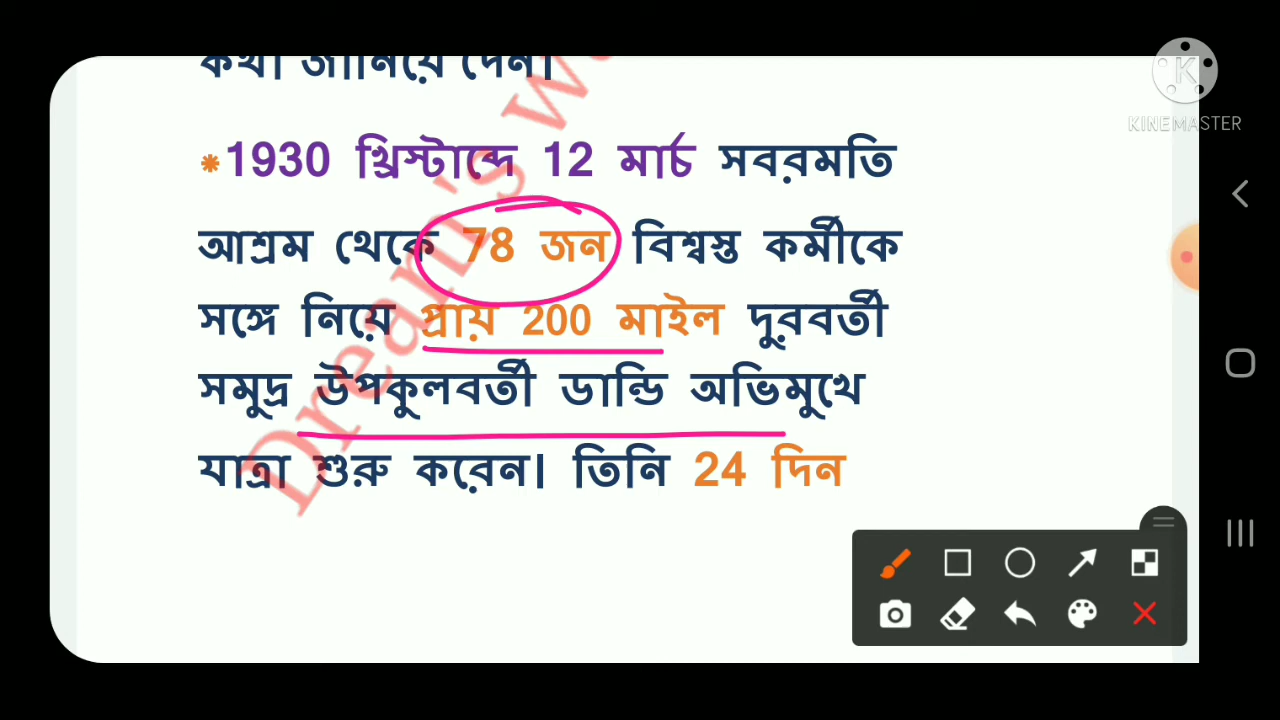 কথা জানিয়ে দেন।
*1930 খ্রিস্টাব্দে 12 মার্চ সবরমতি
আশ্রম থেকে 78 জন বিশ্বস্ত কর্মীকে
সঙ্গে নিয়ে প্রায় 200 মাইল দুরবর্তী
সমুদ্র উপকুলবর্তী ডান্ডি অভিমুখে
যাত্রা শুরু করেন। তিনি 24 দিন
Dream's
KINEMASTER